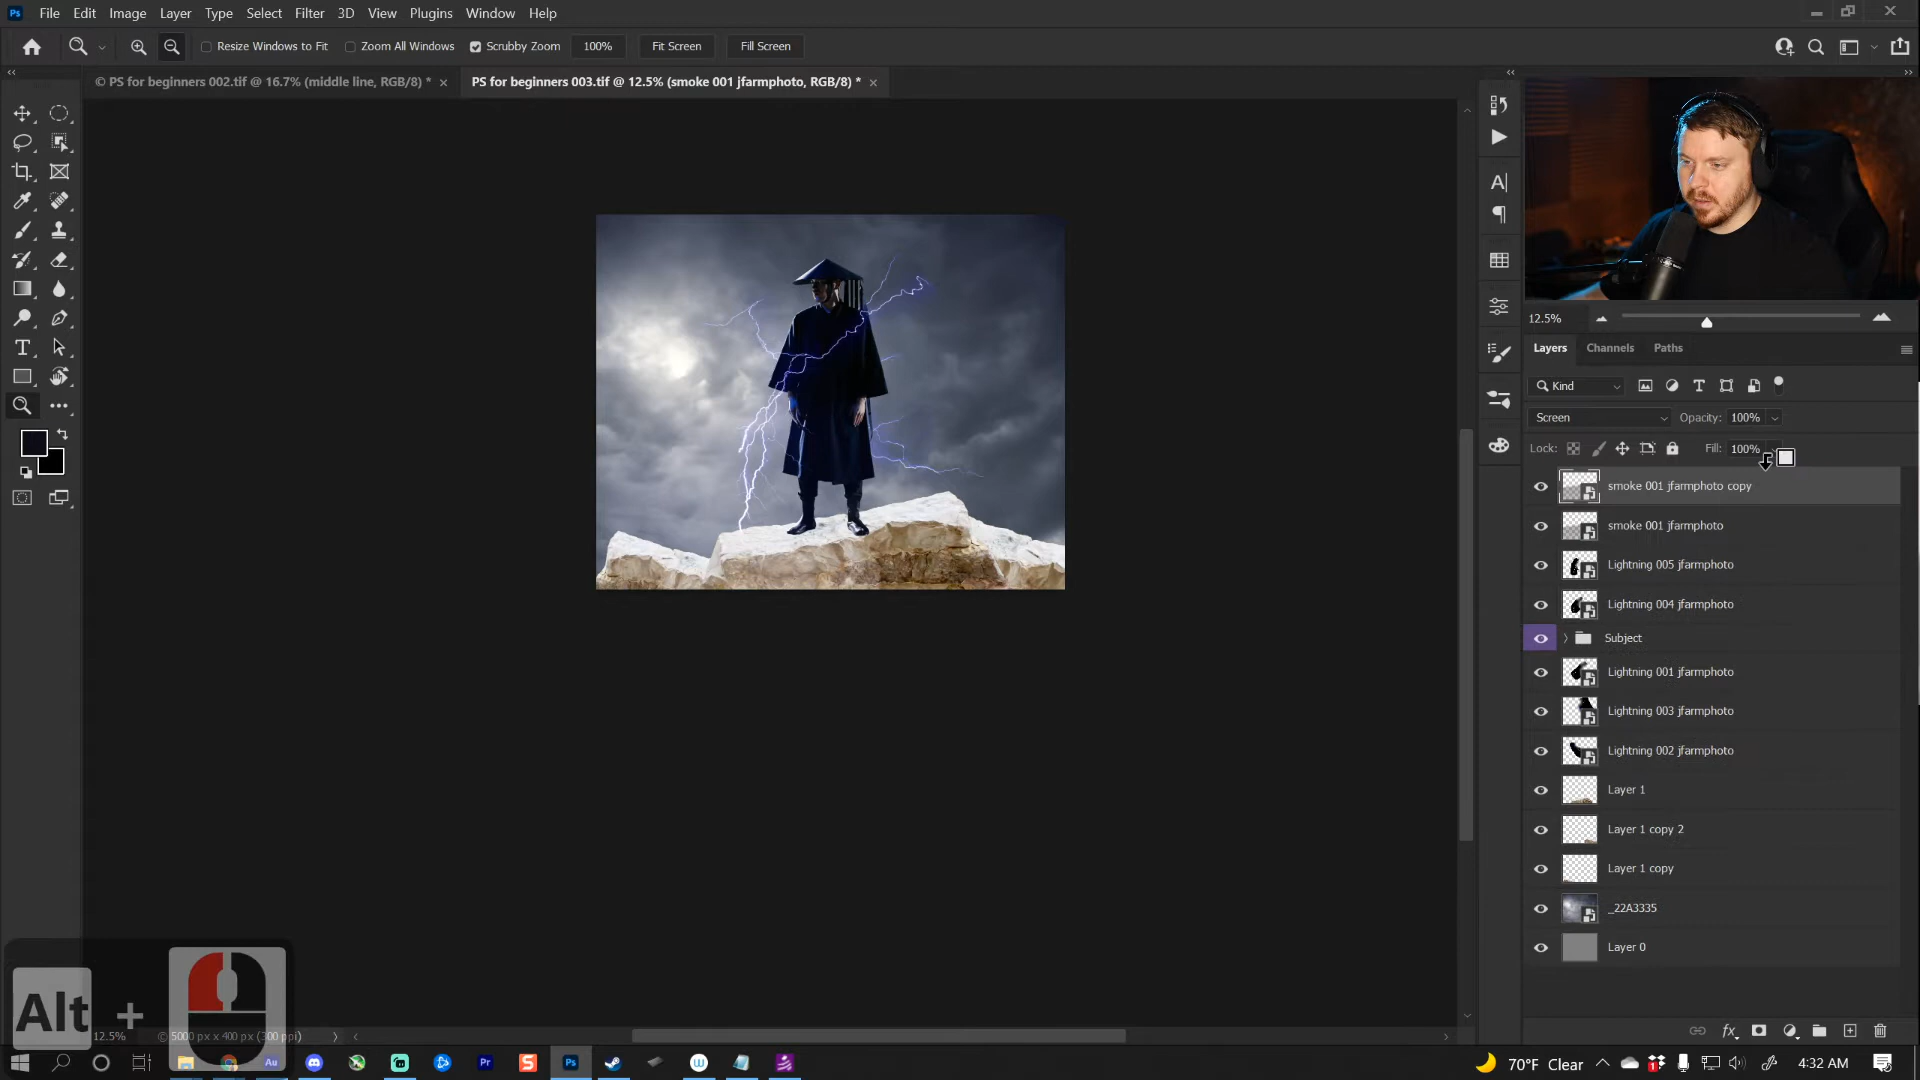 Ps File Edit Image Layer Type Select Filter 3D View Plugins Window Help
Resize Windows to Fit Zoom All Windows Scrubby Zoom 100% Fit Screen Fill Screen
© PS for beginners 002.tif @ 16.7% (middle line, RGB/8) * × PS for beginners 003.tif @ 12.5% (smoke 001 jfarmphoto, RGB/8) * ×
12.5%
Layers Channels Paths
Kind
Screen Opacity: 100%
Lock: Fill: 100%
smoke 001 jfarmphoto copy
smoke 001 jfarmphoto
Lightning 005 jfarmphoto
Lightning 004 jfarmphoto
Subject
Lightning 001 jfarmphoto
Lightning 003 jfarmphoto
Lightning 002 jfarmphoto
Layer 1
Layer 1 copy 2
Layer 1 copy
_22A3335
Layer 0
fx
Alt +
12.5%
70°F Clear 4:32 AM